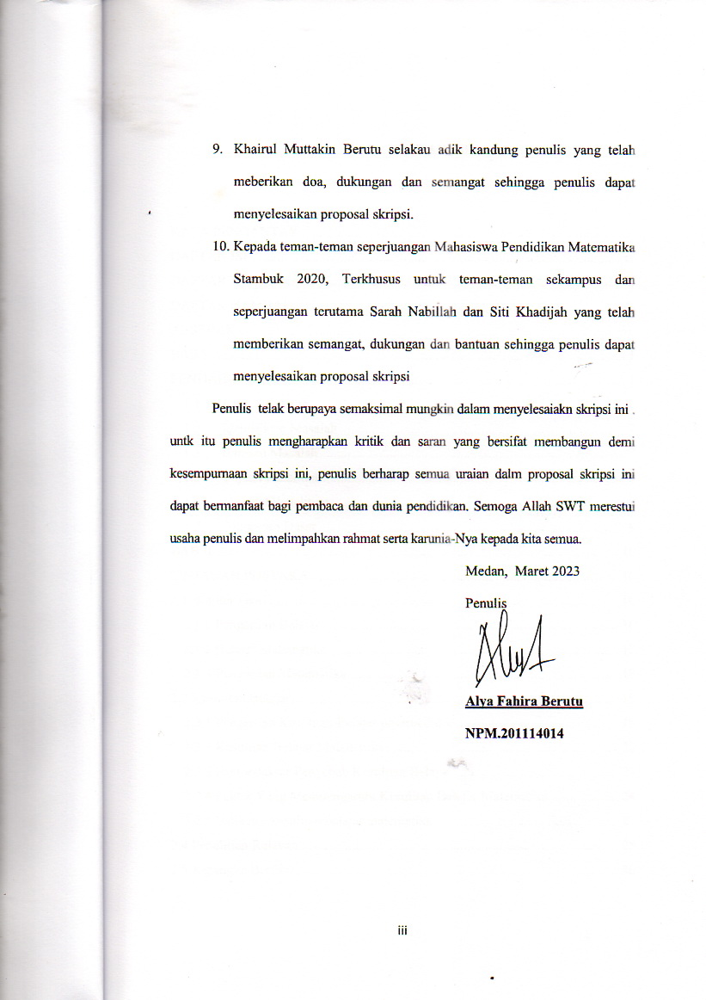 9. Khairul Muttakin Berutu selakau adik kandung penulis yang telah
meberikan doa, dukungan dan semangat sehingga penulis dapat
menyelesaikan proposal skripsi.
10. Kepada teman-teman seperjuangan Mahasiswa Pendidikan Matematika
Stambuk 2020, Terkhusus untuk teman-teman sekampus dan
seperjuangan terutama Sarah Nabillah dan Siti Khadijah yang telah
memberikan semangat, dukungan dan bantuan sehingga penulis dapat
menyelesaikan proposal skripsi
Penulis telak berupaya semaksimal mungkin dalam menyelesaiakn skripsi ini .
untk itu penulis mengharapkan kritik dan saran yang bersifat membangun demi
kesempurnaan skripsi ini, penulis berharap semua uraian dalm proposal skripsi ini
dapat bermanfaat bagi pembaca dan dunia pendidikan. Semoga Allah SWT merestui
usaha penulis dan melimpahkan rahmat serta karunia-Nya kepada kita semua.
Medan, Maret 2023
Penulis
Alya Fahira Berutu
NPM.201114014
iii